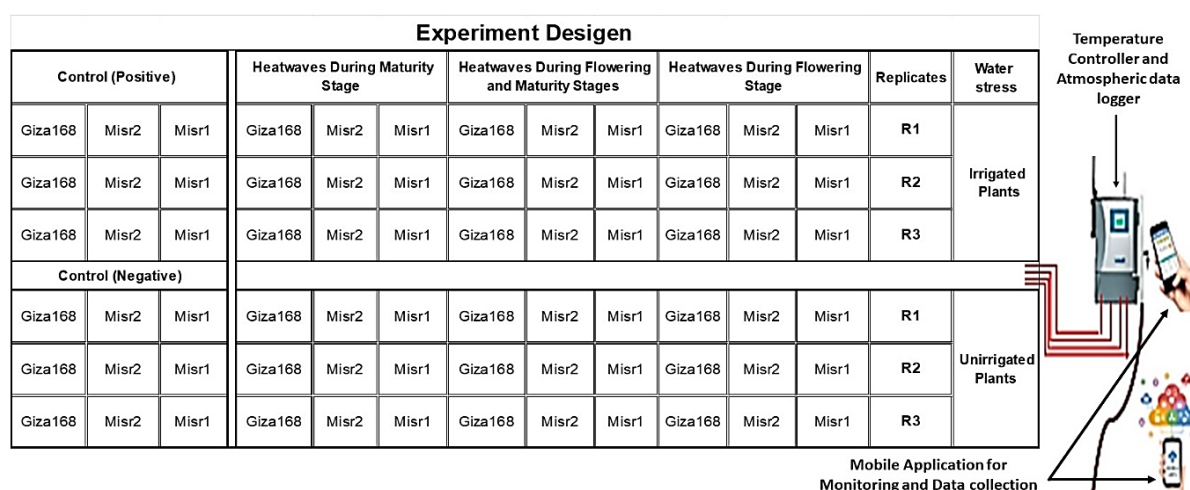 Experiment Desigen
Control (Positive)
Heatwaves During Maturity
Stage
Heatwaves During Flowering
and Maturity Stages
Heatwaves During Flowering
Stage
Replicates
Water
stress
Giza168 Misr2 Misr1 Giza168 Misr2 Misr1 Giza168 Misr2 Misr1 Giza168 Misr2 Misr1 R1
Giza168 Misr2 Misr1 Giza168 Misr2 Misr1 Giza168 Misr2 Misr1 Giza168 Misr2 Misr1 R2
Giza168 Misr2 Misr1 Giza168 Misr2 Misr1 Giza168 Misr2 Misr1 Giza168 Misr2 Misr1 R3
Irrigated
Plants
Control (Negative)
Giza168 Misr2 Misr1 Giza168 Misr2 Misr1 Giza168 Misr2 Misr1 Giza168 Misr2 Misr1 R1
Giza168 Misr2 Misr1 Giza168 Misr2 Misr1 Giza168 Misr2 Misr1 Giza168 Misr2 Misr1 R2
Giza168 Misr2 Misr1 Giza168 Misr2 Misr1 Giza168 Misr2 Misr1 Giza168 Misr2 Misr1 R3
Unirrigated
Plants
Temperature
Controller and
Atmospheric data
logger
Mobile Application for
Monitoring and Data collection